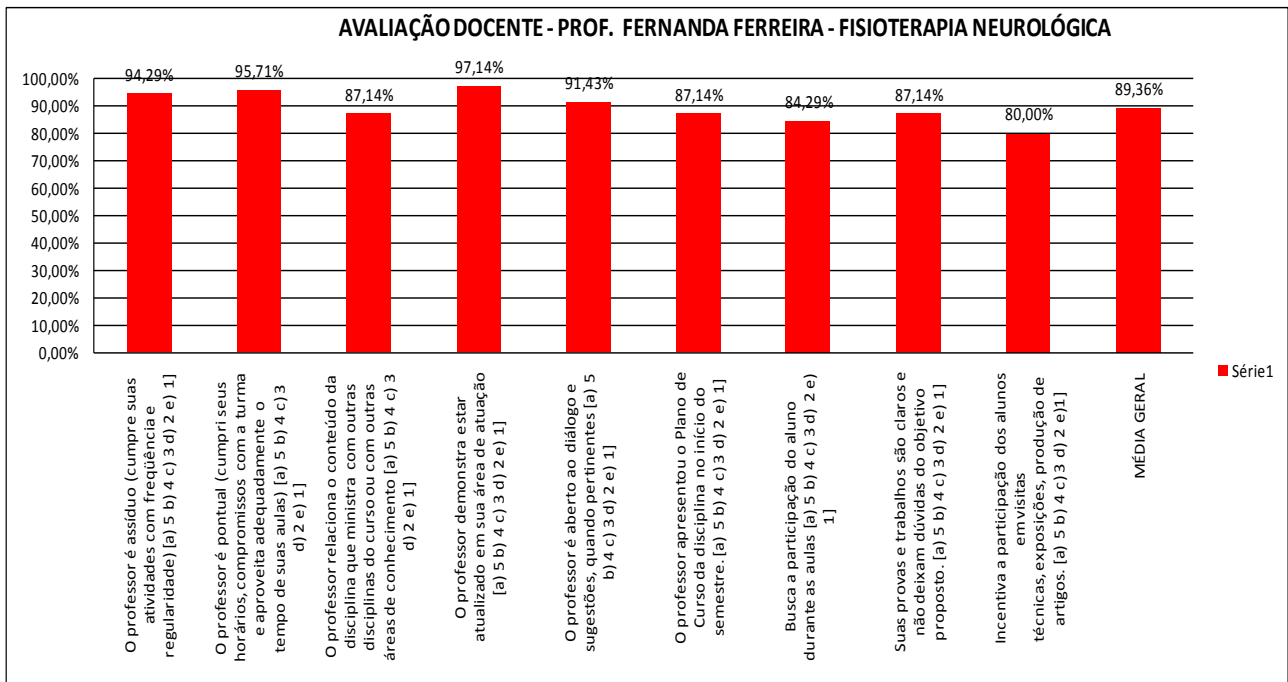 AVALIAÇÃO DOCENTE - PROF. FERNANDA FERREIRA - FISIOTERAPIA NEUROLÓGICA
100,00%
90,00%
80,00%
70,00%
60,00%
50,00%
40,00%
30,00%
20,00%
10,00%
0,00%
94,29%
95,71%
87,14%
97,14%
91,43%
87,14%
84,29%
87,14%
80,00%
89,36%
O professor é assíduo (cumpre suas
atividades com freqüência e
regularidade) [a) 5 b) 4 c) 3 d) 2 e) 1]
O professor é pontual (cumpri seus
horários, compromissos com a turma
e aproveita adequadamente o
tempo de suas aulas) [a) 5 b) 4 c) 3
d) 2 e) 1]
O professor relaciona o conteúdo da
disciplina que ministra com outras
disciplinas do curso ou com outras
áreas de conhecimento [a) 5 b) 4 c) 3
d) 2 e) 1]
O professor demonstra estar
atualizado em sua área de atuação
[a) 5 b) 4 c) 3 d) 2 e) 1]
O professor é aberto ao diálogo e
sugestões, quando pertinentes [a) 5
b) 4 c) 3 d) 2 e) 1]
O professor apresentou o Plano de
Curso da disciplina no início do
semestre. [a) 5 b) 4 c) 3 d) 2 e) 1]
Busca a participação do aluno
durante as aulas [a) 5 b) 4 c) 3 d) 2 e)
1]
Suas provas e trabalhos são claros e
não deixam dúvidas do objetivo
proposto. [a) 5 b) 4 c) 3 d) 2 e) 1]
Incentiva a participação dos alunos
em visitas
técnicas, exposições, produção de
artigos. [a) 5 b) 4 c) 3 d) 2 e)1]
MÉDIA GERAL
Série1